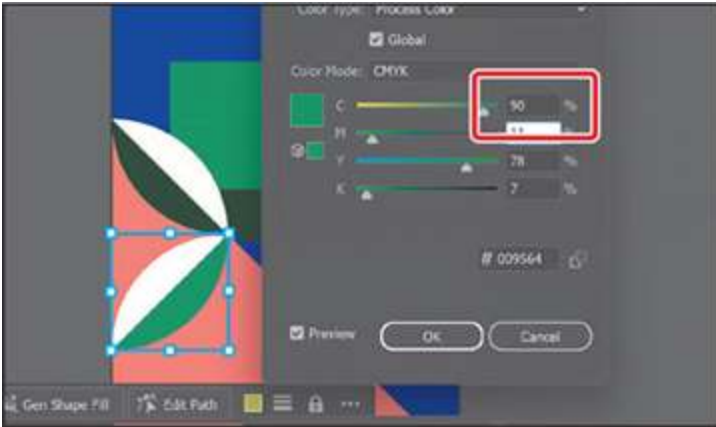 Color Type: Process Color
Global
Color Mode: CMYK
C 90 %
M 11 %
Y 78 %
K 7 %
# 009564
Preview OK Cancel
Gen Shape Fill Edit Path